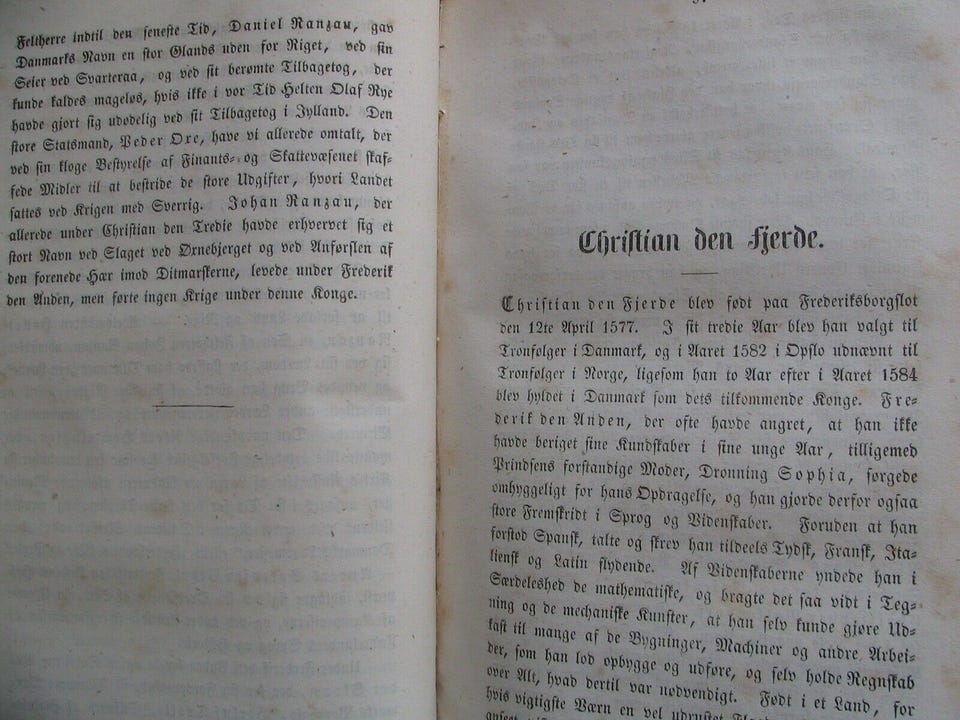 Feltherre indtil den seneste Tid, Daniel Ranzau, gav
Danmarks Navn en stor Glands uden for Riget, ved sin
Seier ved Svarteraa, og ved sit berømte Tilbagetog, der
kunde kaldes mageløs, hvis ikke i vor Tid Helten Olaf Rye
havde gjort sig udødelig ved sit Tilbagetog i Jylland. Den
store Statsmand, Peder Oxe, have vi allerede omtalt, der
ved sin kloge Bestyrelse af Finants- og Skattevæsenet skaf-
fede Midler til at bestride de store Udgifter, hvori Landet
sattes ved Krigen med Sverrig. Johan Ranzau, der
allerede under Christian den Tredie havde erhvervet sig et
stort Navn ved Slaget ved Oxnebjerget og ved Anførslen af
den forenede Hær imod Ditmarskerne, levede under Frederik
den Anden, men førte ingen Krige under denne Konge.
Christian den Fjerde.
Christian den Fjerde blev født paa Frederiksborgslot
den 12te April 1577. I sit tredie Aar blev han valgt til
Tronfølger i Danmark, og i Aaret 1582 i Opslo udnævnt til
Tronfølger i Norge, ligesom han to Aar efter i Aaret 1584
blev hyldet i Danmark som dets tilkommende Konge. Fre-
derik den Anden, der ofte havde angret, at han ikke
havde beriget sine Kundskaber i sine unge Aar, tilligemed
Prindsens forstandige Moder, Dronning Sophia, sørgede
omhyggeligt for hans Opdragelse, og han gjorde derfor ogsaa
store Fremskridt i Sprog og Videnskaber. Foruden at han
forstod Spansk, talte og skrev han tildeels Tydsk, Fransk, Ita-
liensk og Latin flydende. Af Videnskaberne yndede han i
Særdeleshed de mathematiske, og bragte det saa vidt i Teg-
ning og de mechaniske Kunster, at han selv kunde gjøre Ud-
kast til mange af de Bygninger, Machiner og andre Arbei-
der, som han lod opbygge og udføre, og selv holde Regnskab
over Alt, hvad dertil var nødvendigt. Født i et Land, for
hvis vigtigste Værn en vel udrustet